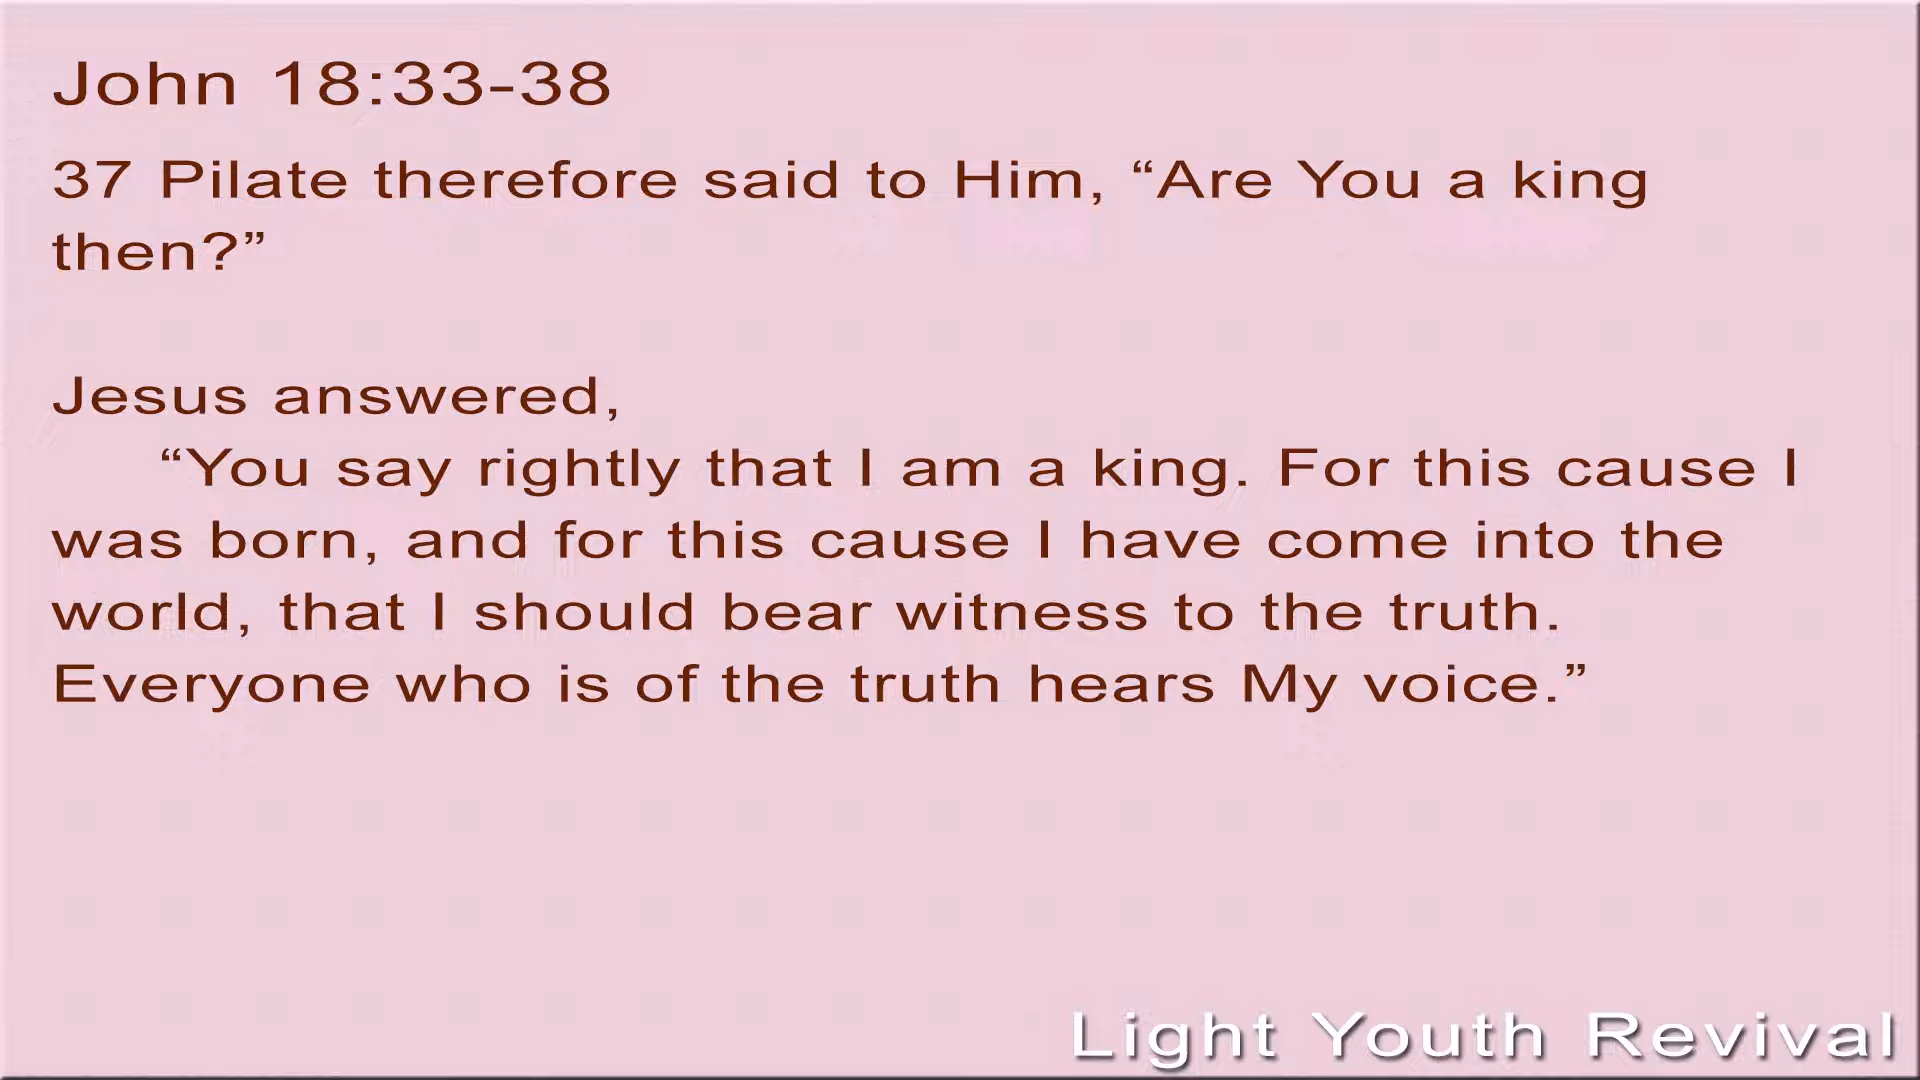 John 18:33-38
37 Pilate therefore said to Him, “Are You a king
then?”
Jesus answered,
“You say rightly that I am a king. For this cause I
was born, and for this cause I have come into the
world, that I should bear witness to the truth.
Everyone who is of the truth hears My voice.”
Light Youth Revival